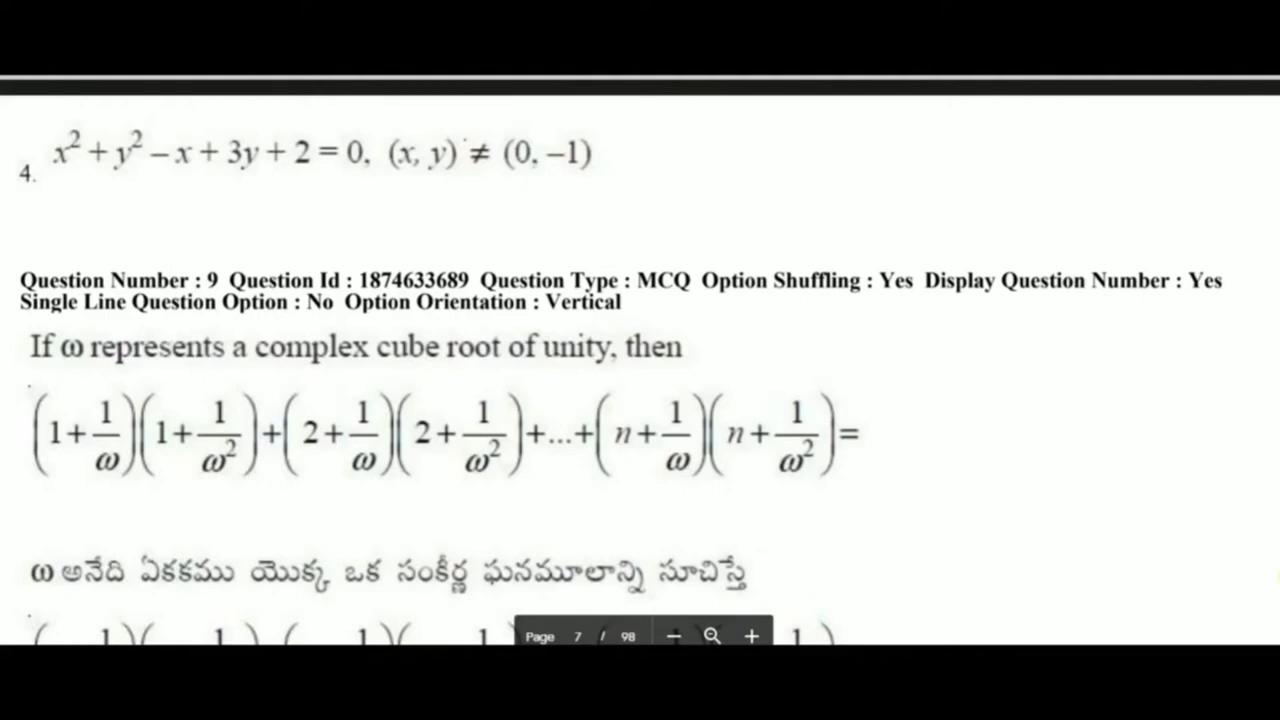 4. x² + y² − x + 3y + 2 = 0, (x, y) ≠ (0, −1)
Question Number : 9 Question Id : 1874633689 Question Type : MCQ Option Shuffling : Yes Display Question Number : Yes
Single Line Question Option : No Option Orientation : Vertical
If ω represents a complex cube root of unity, then
(1+1/ω)(1+1/ω²)+(2+1/ω)(2+1/ω²)+...+(n+1/ω)(n+1/ω²)=
ω అనేది ఏకకము యొక్క ఒక సంకీర్ణ ఘనమూలాన్ని సూచిస్తే
Page 7 / 98 − +